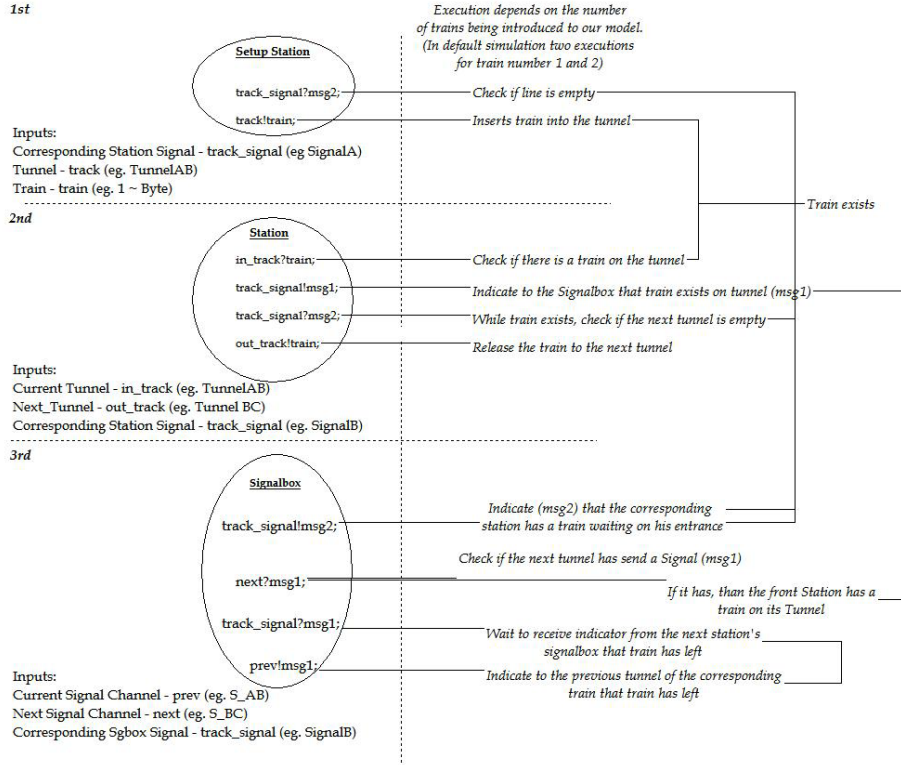 1st
Execution depends on the number
of trains being introduced to our model.
(In default simulation two executions
for train number 1 and 2)
Setup Station
track_signal?msg2;
Check if line is empty
track!train;
Inserts train into the tunnel
Inputs:
Corresponding Station Signal - track_signal (eg SignalA)
Tunnel - track (eg. TunnelAB)
Train - train (eg. 1 ~ Byte)
Train exists
2nd
Station
in_track?train;
Check if there is a train on the tunnel
track_signal!msg1;
Indicate to the Signalbox that train exists on tunnel (msg1)
track_signal?msg2;
While train exists, check if the next tunnel is empty
out_track!train;
Release the train to the next tunnel
Inputs:
Current Tunnel - in_track (eg. TunnelAB)
Next_Tunnel - out_track (eg. Tunnel BC)
Corresponding Station Signal - track_signal (eg. SignalB)
3rd
Signalbox
track_signal!msg2;
Indicate (msg2) that the corresponding
station has a train waiting on his entrance
next?msg1;
Check if the next tunnel has send a Signal (msg1)
If it has, than the front Station has a
train on its Tunnel
track_signal?msg1;
Wait to receive indicator from the next station's
signalbox that train has left
prev!msg1;
Indicate to the previous tunnel of the corresponding
train that train has left
Inputs:
Current Signal Channel - prev (eg. S_AB)
Next Signal Channel - next (eg. S_BC)
Corresponding Sgbox Signal - track_signal (eg. SignalB)